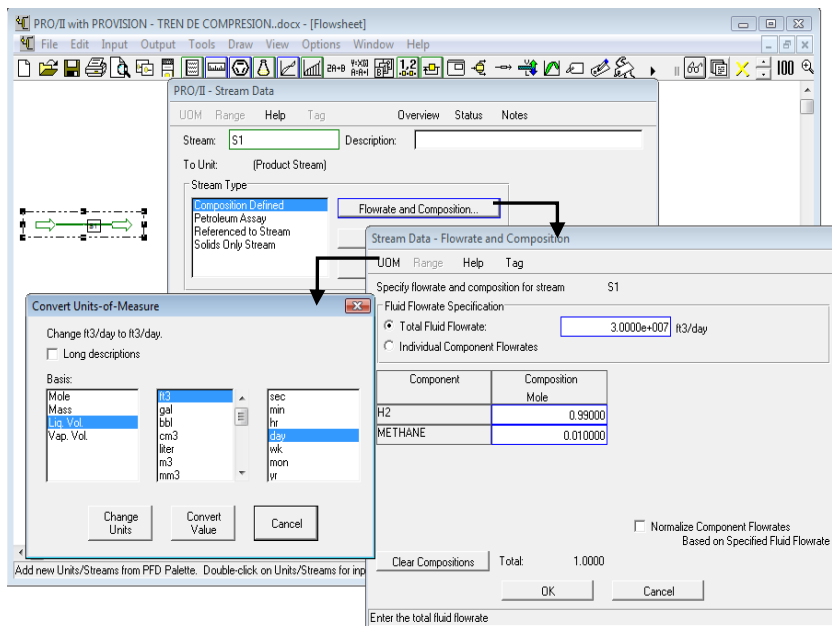 PRO/II with PROVISION - TREN DE COMPRESION..docx - [Flowsheet]
File Edit Input Output Tools Draw View Options Window Help
2A+B
1.2
100
S1
PRO/II - Stream Data
UOM Range Help Tag Overview Status Notes
Stream: S1 Description:
To Unit: (Product Stream)
Stream Type
Composition Defined
Petroleum Assay
Referenced to Stream
Solids Only Stream
Flowrate and Composition...
Stream Data - Flowrate and Composition
UOM Range Help Tag
Specify flowrate and composition for stream S1
Fluid Flowrate Specification
Total Fluid Flowrate: 3.0000e+007 ft3/day
Individual Component Flowrates
Component Composition
Mole
H2 0.99000
METHANE 0.010000
Normalize Component Flowrates
Based on Specified Fluid Flowrate
Clear Compositions Total: 1.0000
OK Cancel
Enter the total fluid flowrate
Convert Units-of-Measure
Change ft3/day to ft3/day.
Long descriptions
Basis:
Mole
Mass
Liq. Vol.
Vap. Vol.
ft3
gal
bbl
cm3
liter
m3
mm3
sec
min
hr
day
wk
mon
yr
Change Units
Convert Value
Cancel
Add new Units/Streams from PFD Palette. Double-click on Units/Streams for inp